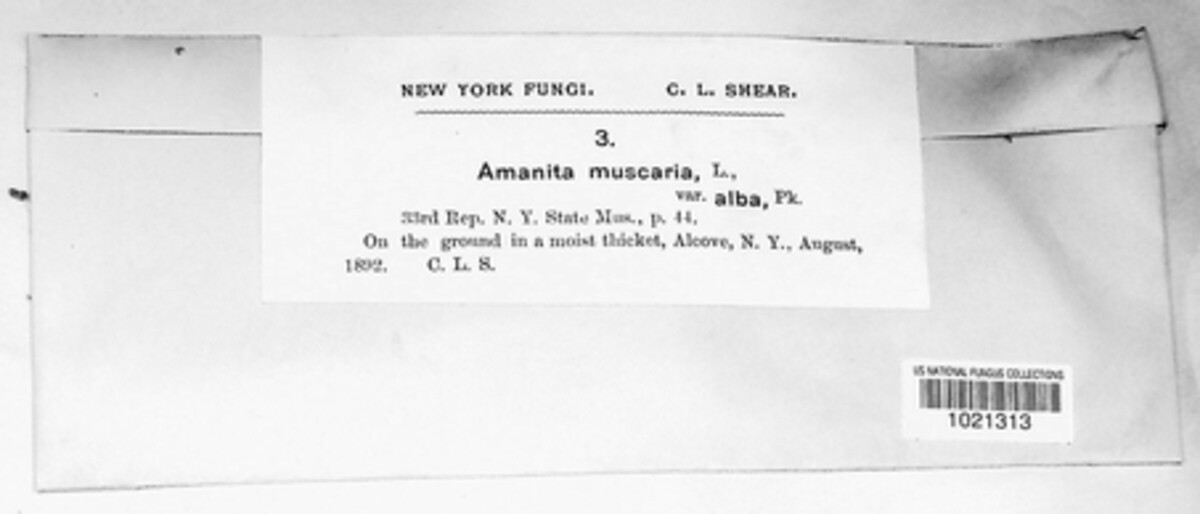 NEW YORK FUNGI. C. L. SHEAR.
3.
Amanita muscaria, L.,
var. alba, Pk.
33rd Rep. N. Y. State Mus., p. 44.
On the ground in a moist thicket, Alcove, N. Y., August,
1892. C. L. S.
US NATIONAL FUNGUS COLLECTIONS
1021313